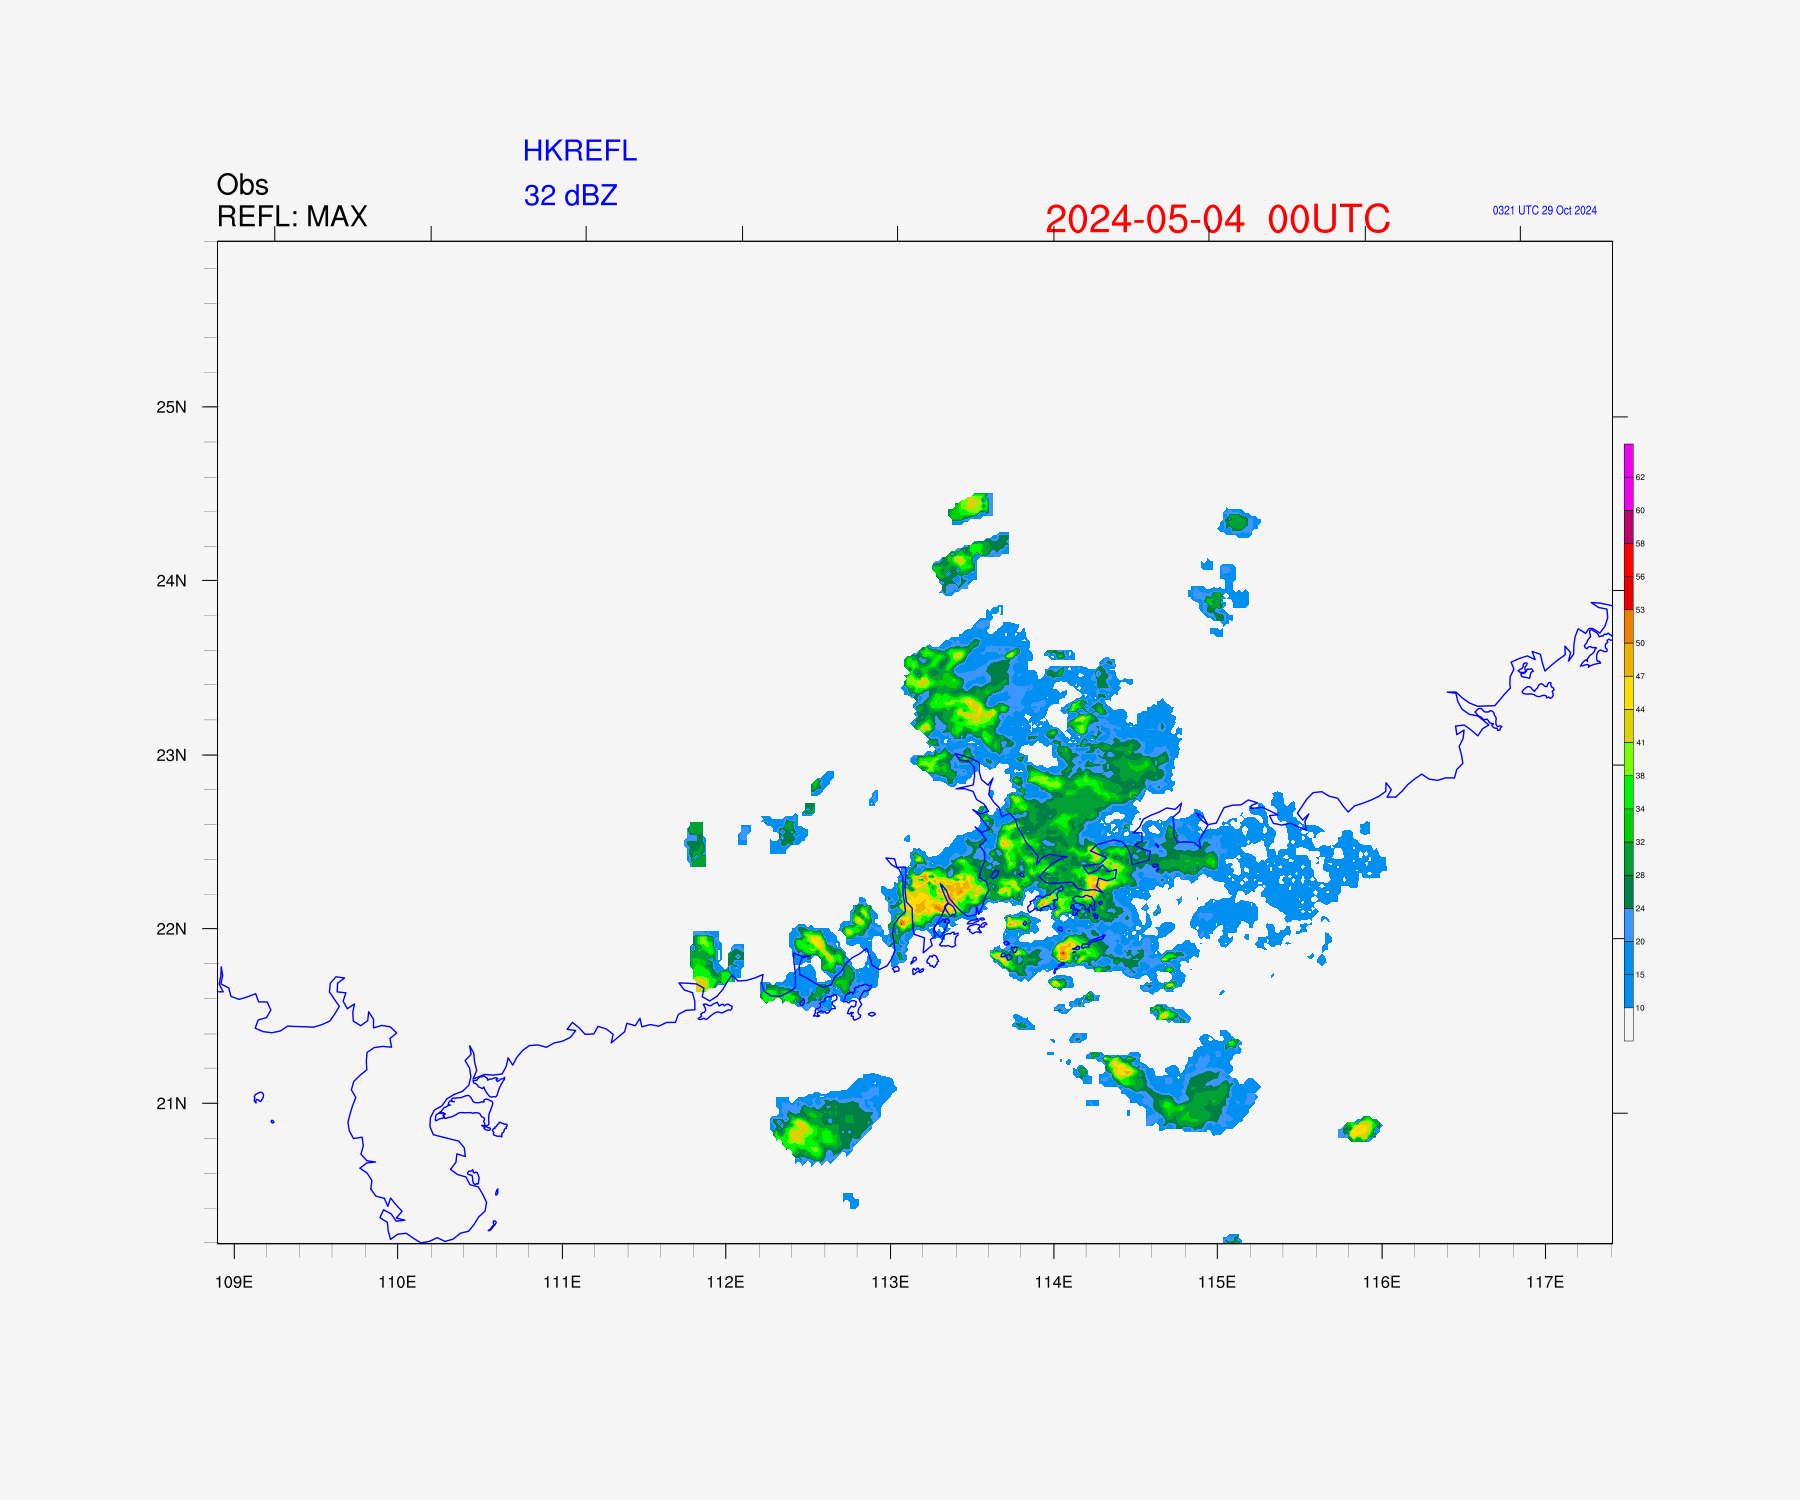 HKREFL
Obs
32 dBZ
REFL: MAX
2024-05-04 00UTC
0321 UTC 29 Oct 2024
25N
24N
23N
22N
21N
109E
110E
111E
112E
113E
114E
115E
116E
117E
62
60
58
56
53
50
47
44
41
38
34
32
28
24
20
15
10